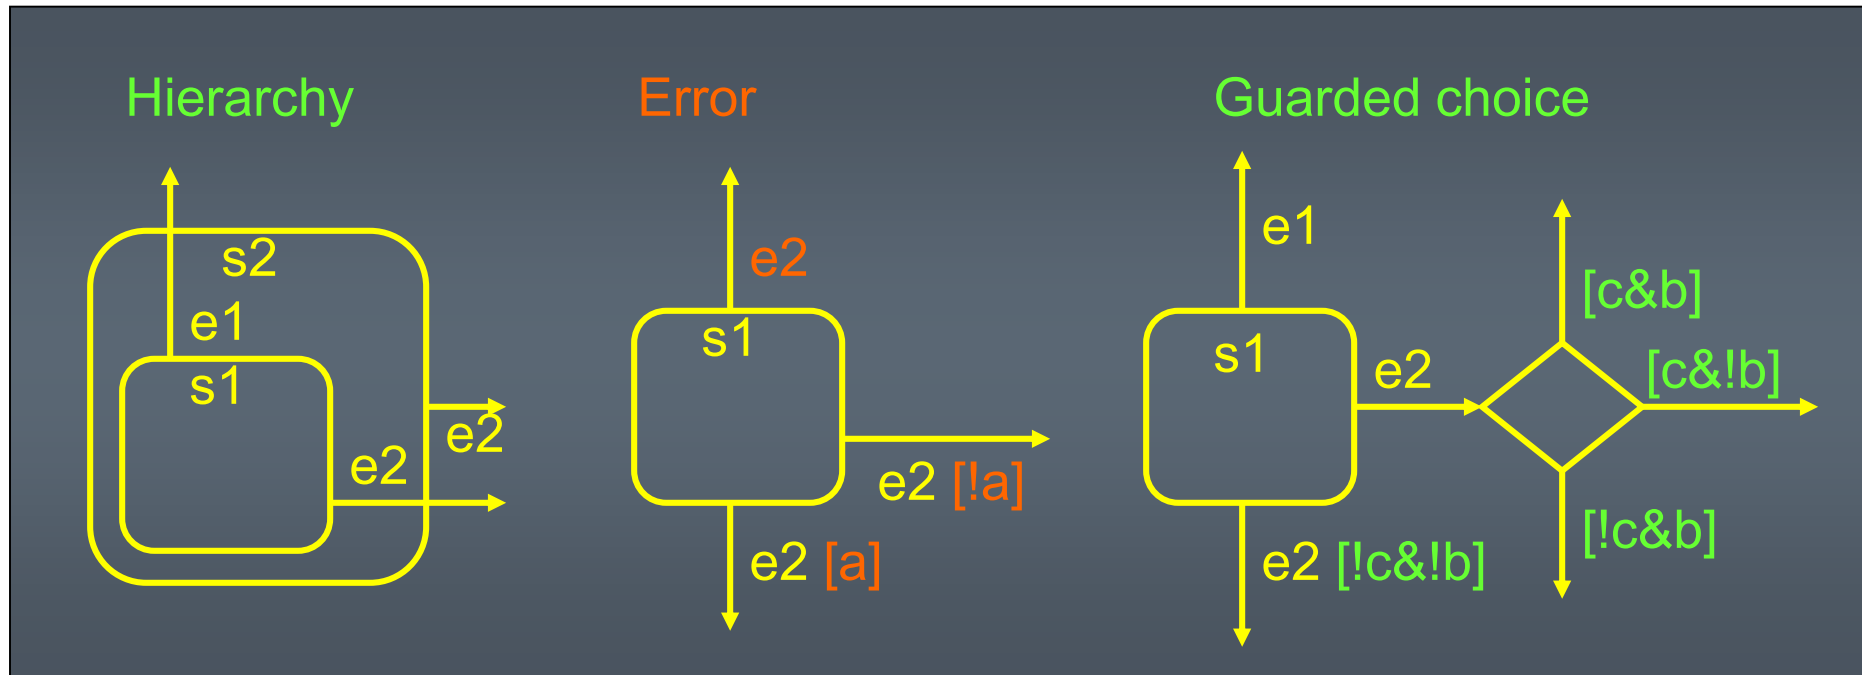 Hierarchy
s2
e1
s1
e2
e2
Error
e2
s1
e2 [!a]
e2 [a]
Guarded choice
e1
s1
e2
[c&b]
[c&!b]
[!c&b]
e2 [!c&!b]